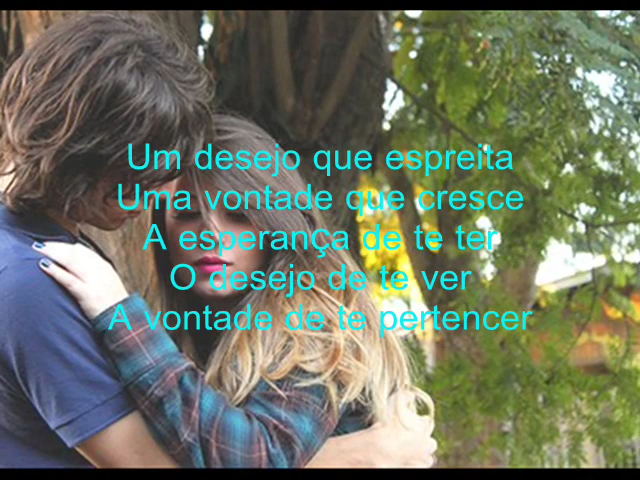 Um desejo que espreita
Uma vontade que cresce
A esperança de te ter
O desejo de te ver
A vontade de te pertencer